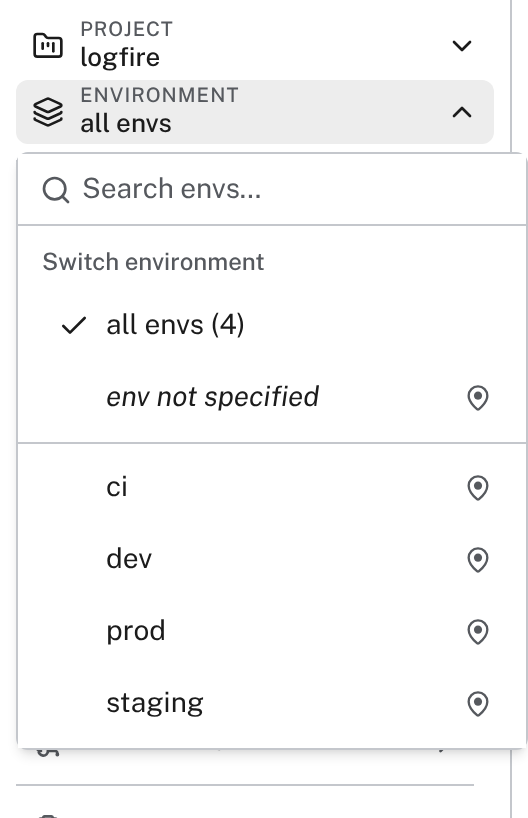 PROJECT
logfire
ENVIRONMENT
all envs
Search envs...
Switch environment
all envs (4)
env not specified
ci
dev
prod
staging